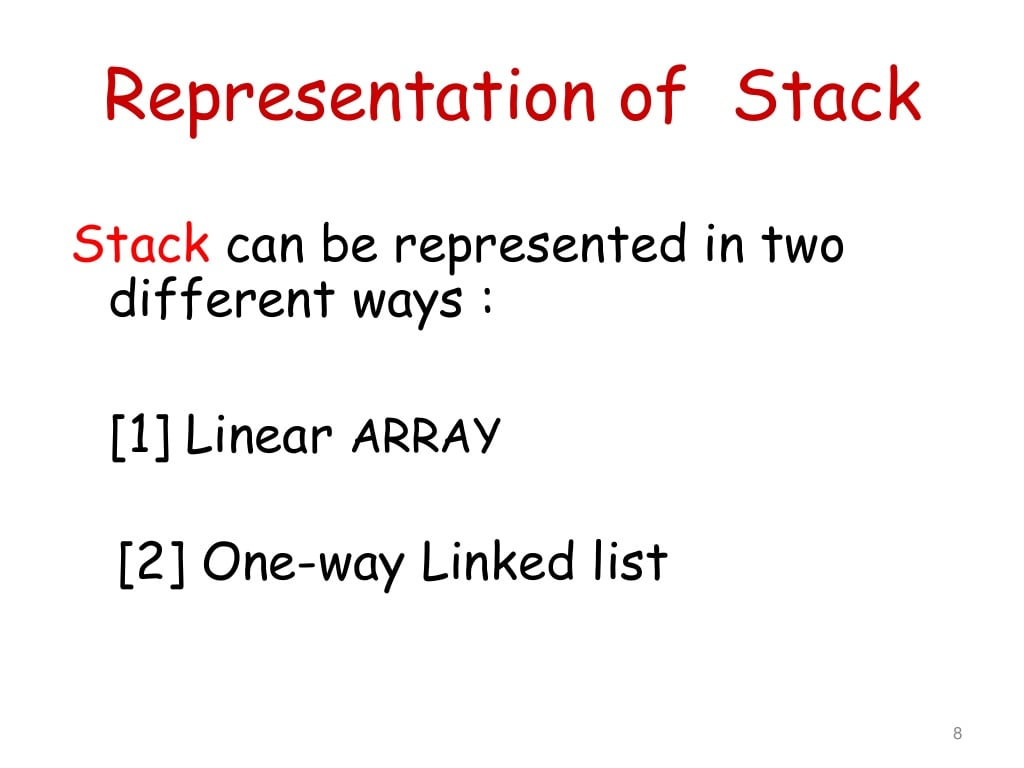 Representation of Stack
Stack can be represented in two
different ways :
[1] Linear ARRAY
[2] One-way Linked list
8